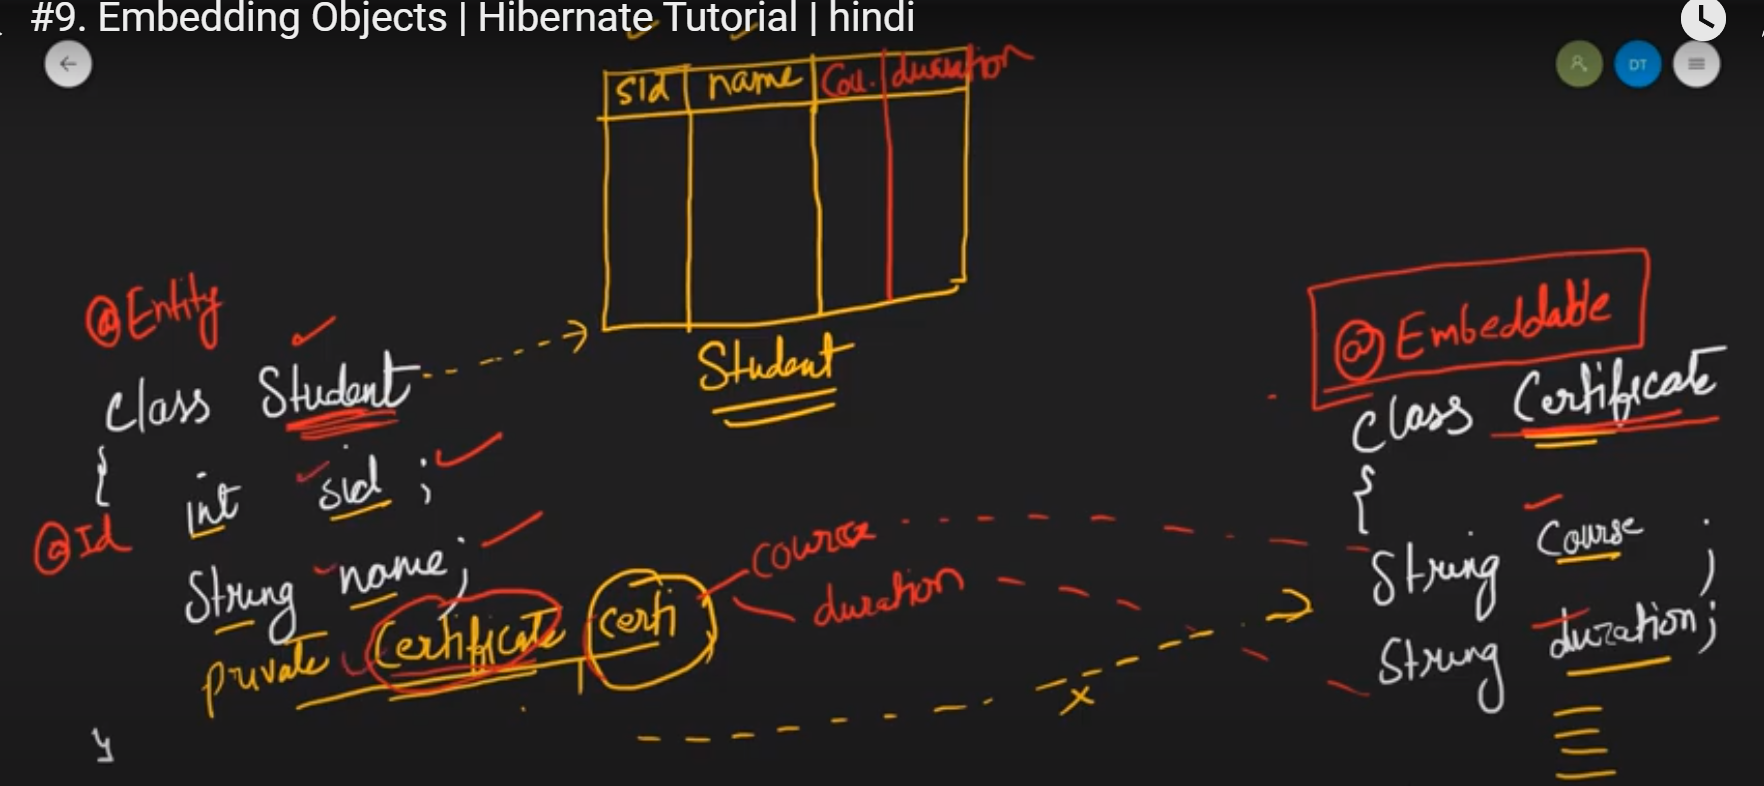 #9. Embedding Objects | Hibernate Tutorial | hindi
DT
sid name Cou. duration
Student
@Entity
class Student
{
int sid ;
@Id
String name;
private Certificate certi
}
course
duration
x
@Embeddable
class Certificate
{
String Course ;
String duration;